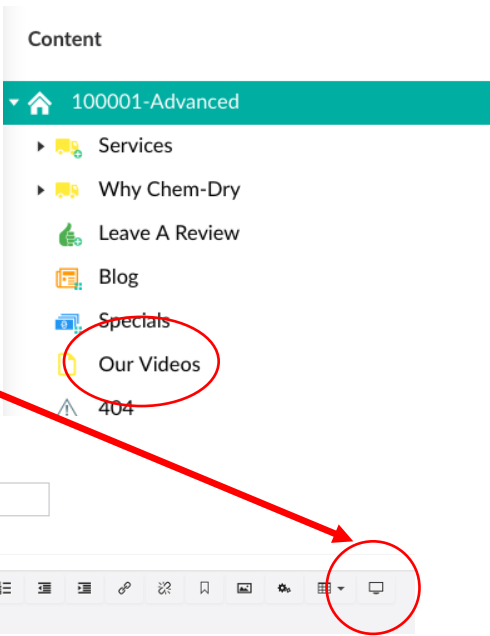 Content
100001-Advanced
Services
Why Chem-Dry
Leave A Review
Blog
Specials
Our Videos
404